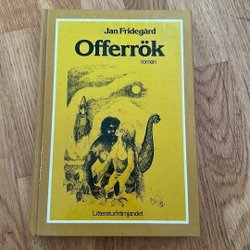 Jan Fridegård
Offerrök
roman
Litteraturfrämjandet